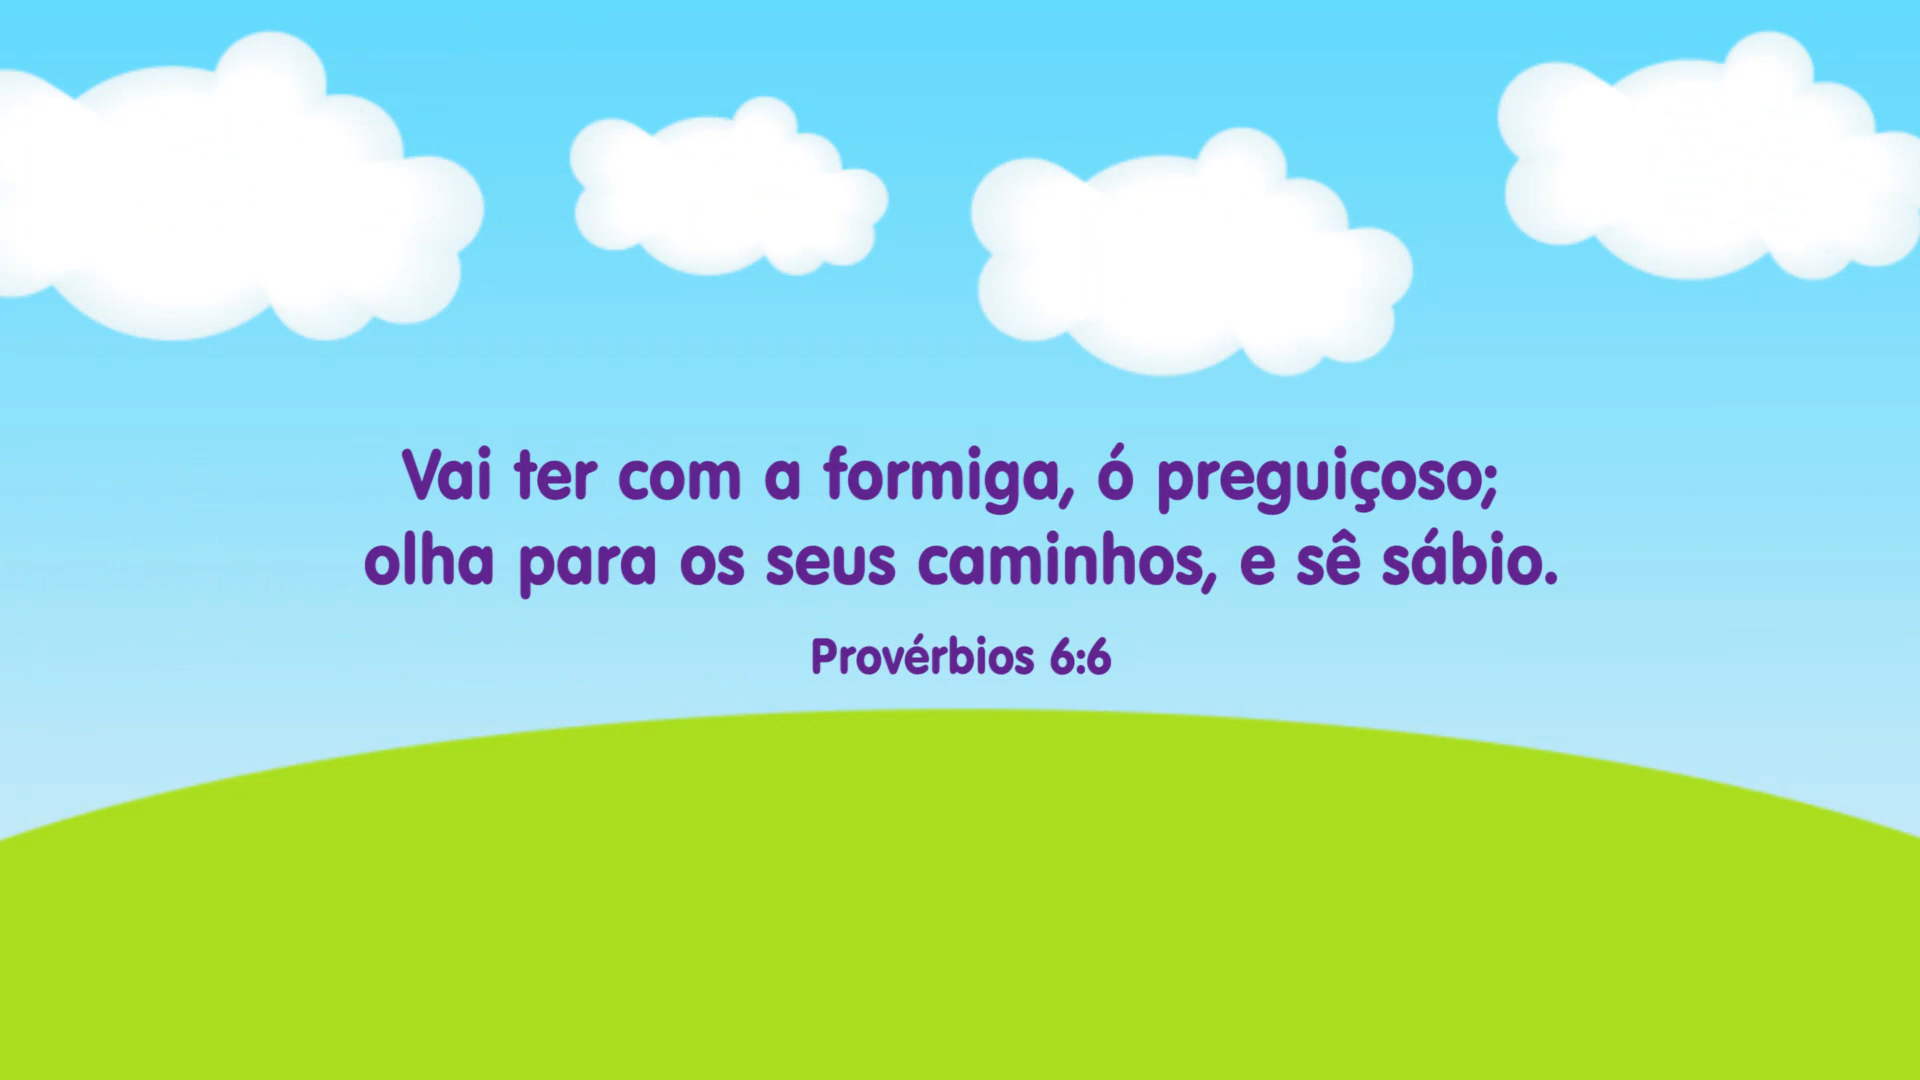 Vai ter com a formiga, ó preguiçoso;
olha para os seus caminhos, e sê sábio.
Provérbios 6:6